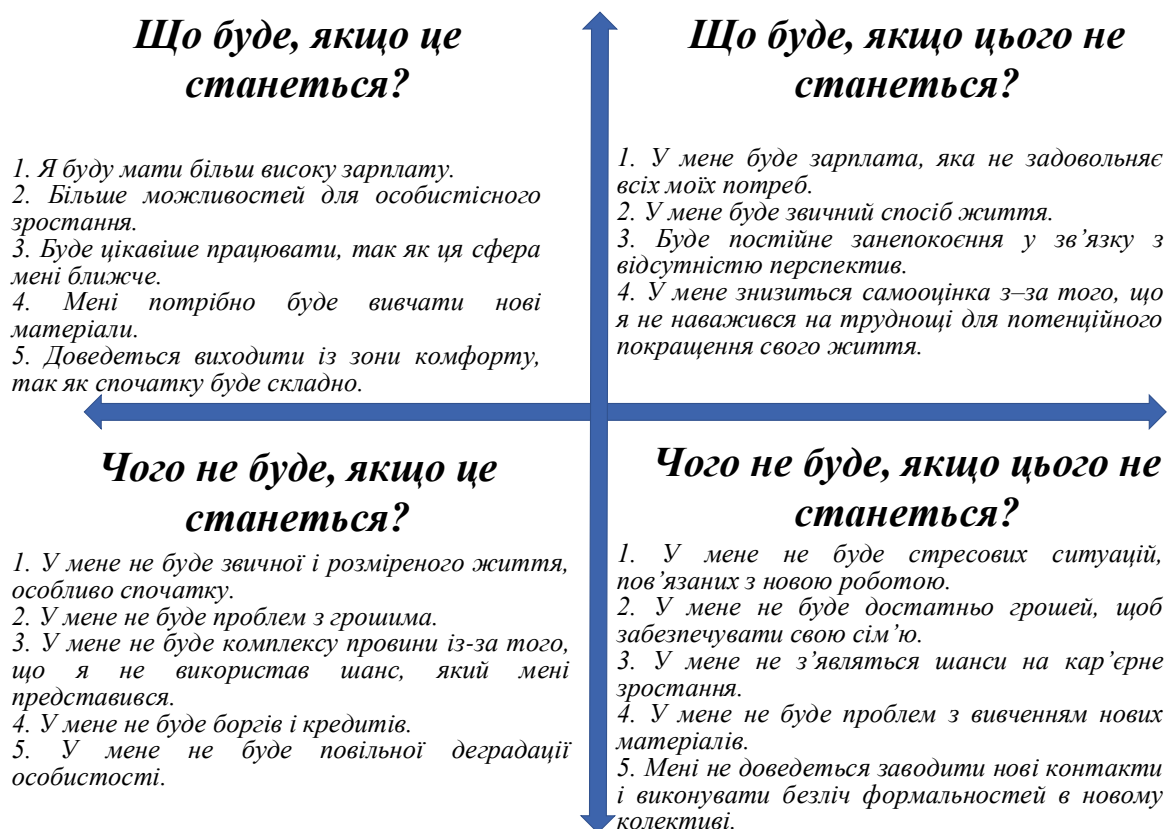 Що буде, якщо це
станеться?
1. Я буду мати більш високу зарплату.
2. Більше можливостей для особистісного
зростання.
3. Буде цікавіше працювати, так як ця сфера
мені ближче.
4. Мені потрібно буде вивчати нові
матеріали.
5. Доведеться виходити із зони комфорту,
так як спочатку буде складно.
Що буде, якщо цього не
станеться?
1. У мене буде зарплата, яка не задовольняє
всіх моїх потреб.
2. У мене буде звичний спосіб життя.
3. Буде постійне занепокоєння у зв’язку з
відсутністю перспектив.
4. У мене знизиться самооцінка з–за того, що
я не наважився на труднощі для потенційного
покращення свого життя.
Чого не буде, якщо це
станеться?
1. У мене не буде звичної і розміреного життя,
особливо спочатку.
2. У мене не буде проблем з грошима.
3. У мене не буде комплексу провини із-за того,
що я не використав шанс, який мені
представився.
4. У мене не буде боргів і кредитів.
5. У мене не буде повільної деградації
особистості.
Чого не буде, якщо цього не
станеться?
1. У мене не буде стресових ситуацій,
пов’язаних з новою роботою.
2. У мене не буде достатньо грошей, щоб
забезпечувати свою сім’ю.
3. У мене не з’являться шанси на кар’єрне
зростання.
4. У мене не буде проблем з вивченням нових
матеріалів.
5. Мені не доведеться заводити нові контакти
і виконувати безліч формальностей в новому
колективі.